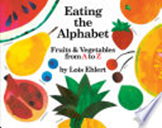 Eating the
Alphabet
Fruits & Vegetables
from A to Z
by Lois Ehlert